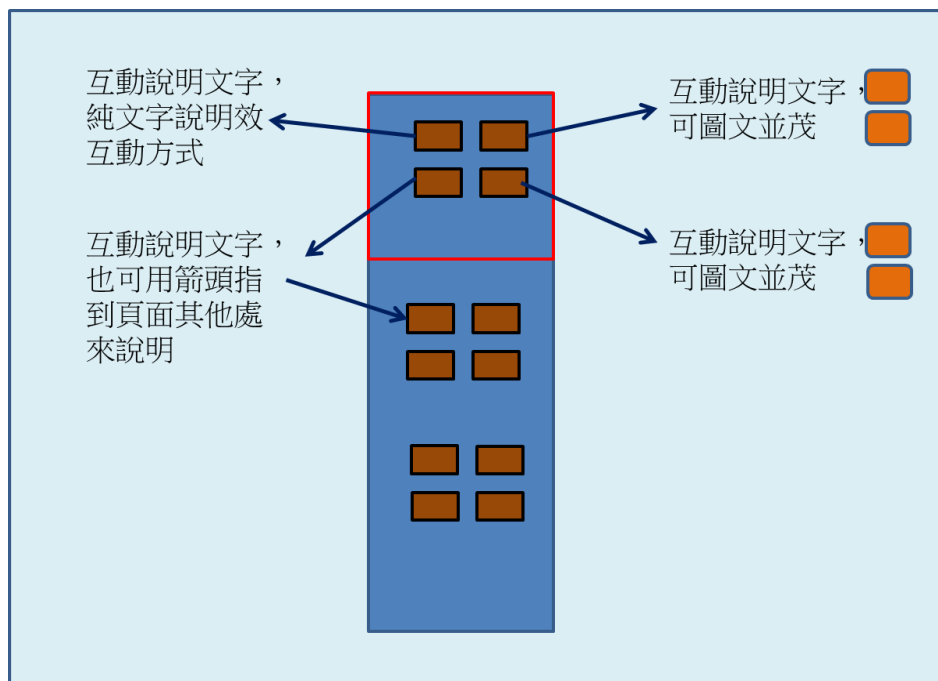 互動說明文字，
純文字說明效
互動方式
互動說明文字，
也可用箭頭指
到頁面其他處
來說明
互動說明文字，
可圖文並茂
互動說明文字，
可圖文並茂